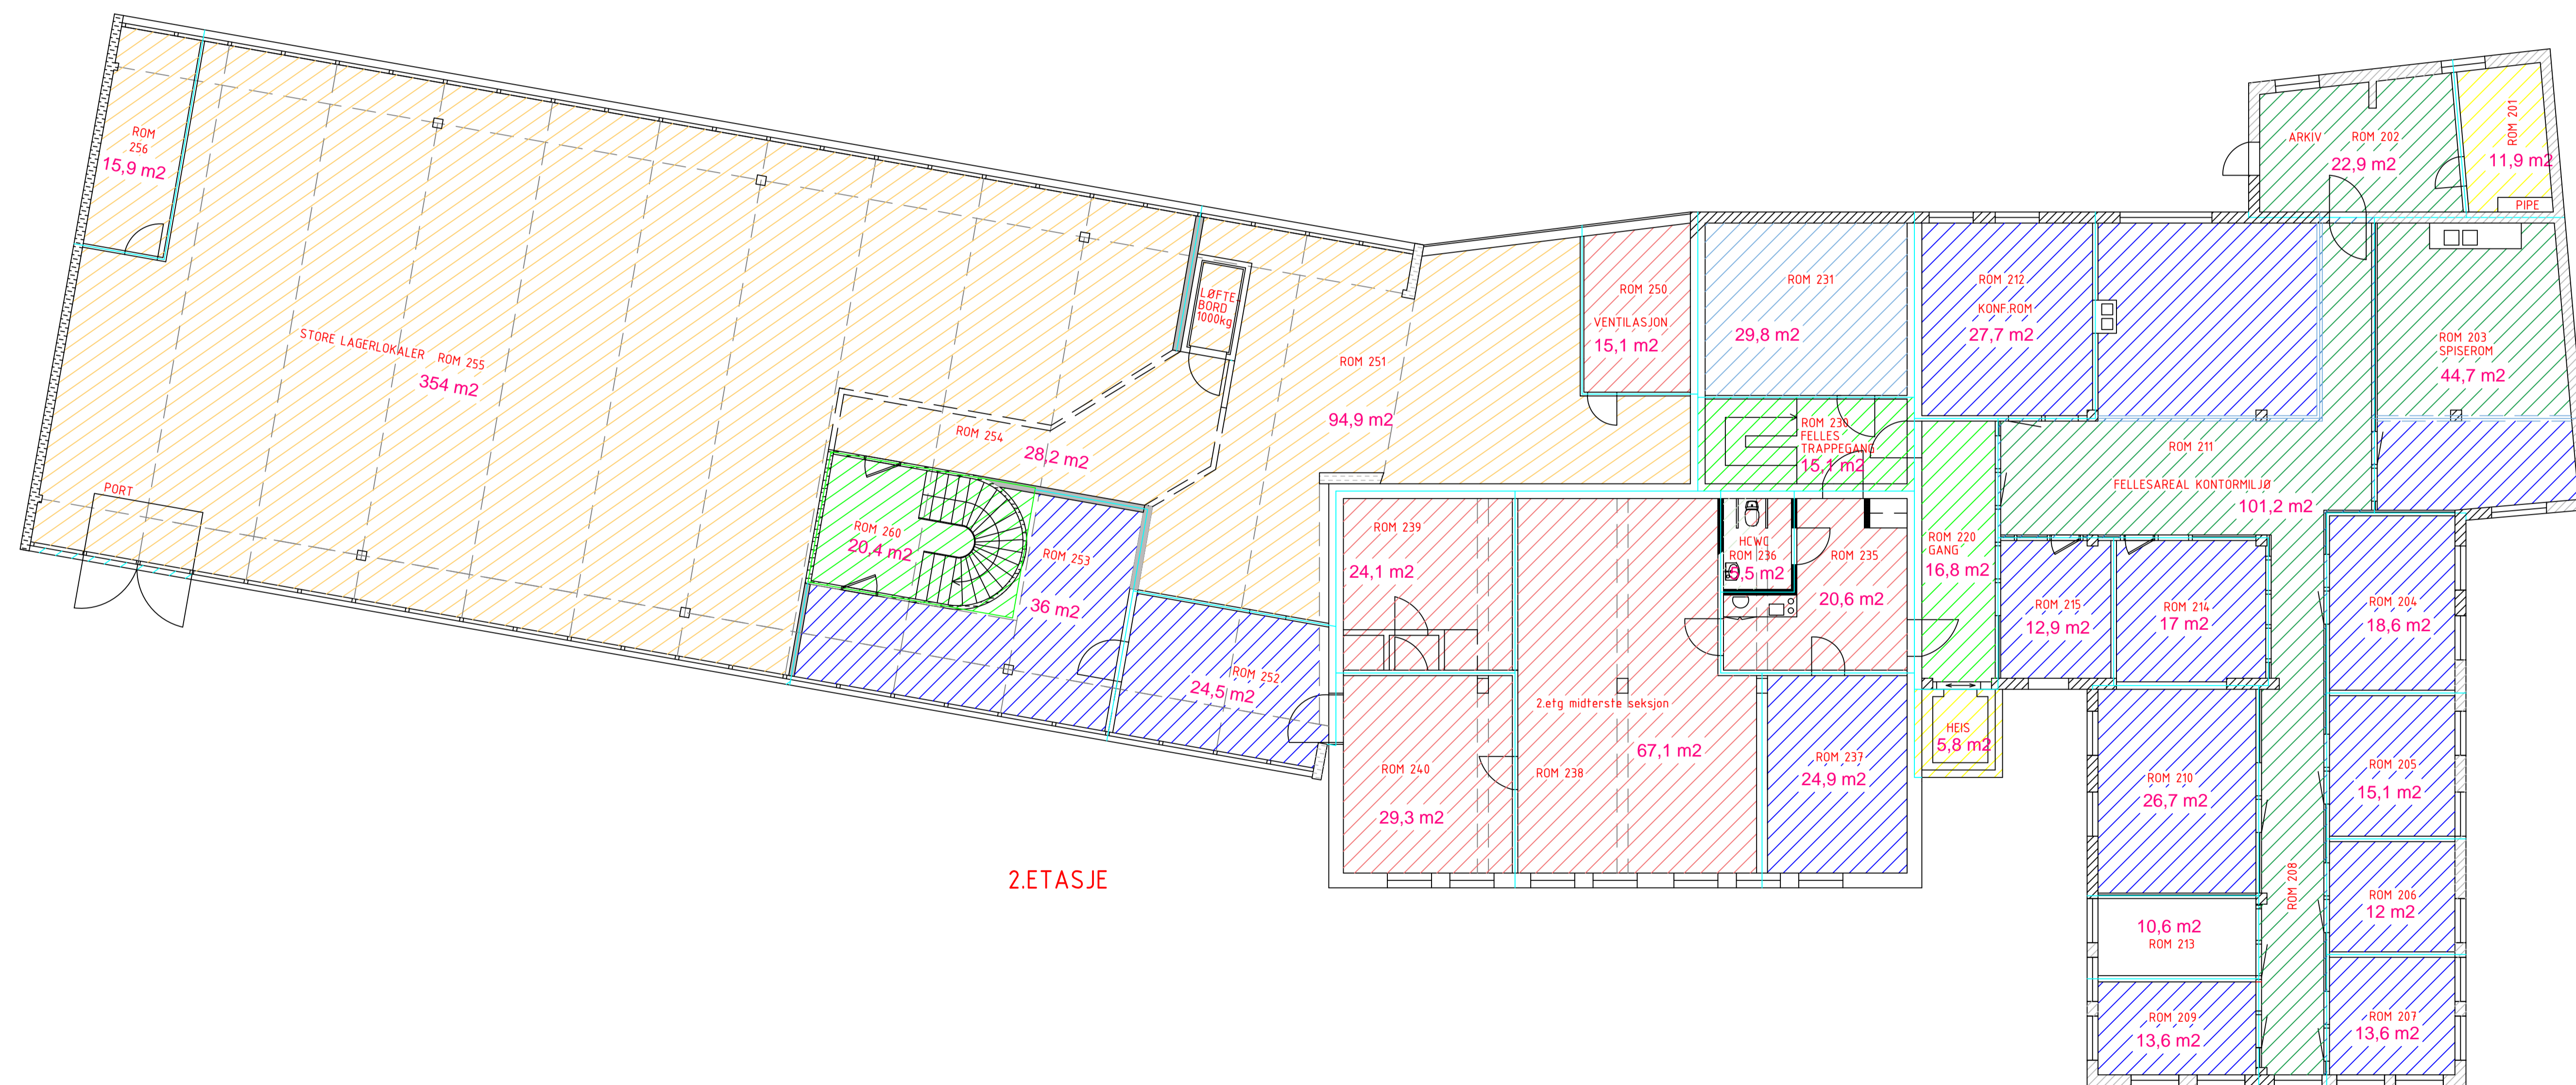 ROM
256
15,9 m2
STORE LAGERLOKALER ROM 255
354 m2
PORT
LØFTE-
BORD
1000kg
ROM 254
28,2 m2
ROM 260
20,4 m2
ROM 253
36 m2
ROM 252
24,5 m2
ROM 251
94,9 m2
ROM 250
VENTILASJON
15,1 m2
ROM 231
29,8 m2
ROM 230
FELLES
TRAPPEGANG
15,1 m2
ROM 239
24,1 m2
HCWC
ROM 236
5,5 m2
ROM 235
20,6 m2
2.etg midterste seksjon
67,1 m2
ROM 238
ROM 240
29,3 m2
ROM 237
24,9 m2
ROM 220
GANG
16,8 m2
HEIS
5,8 m2
ROM 212
KONF.ROM
27,7 m2
ARKIV ROM 202
22,9 m2
ROM 201
11,9 m2
PIPE
ROM 203
SPISEROM
44,7 m2
ROM 211
FELLESAREAL KONTORMILJØ
101,2 m2
ROM 215
12,9 m2
ROM 214
17 m2
ROM 204
18,6 m2
ROM 210
26,7 m2
ROM 205
15,1 m2
ROM 208
ROM 206
12 m2
10,6 m2
ROM 213
ROM 209
13,6 m2
ROM 207
13,6 m2
2.ETASJE